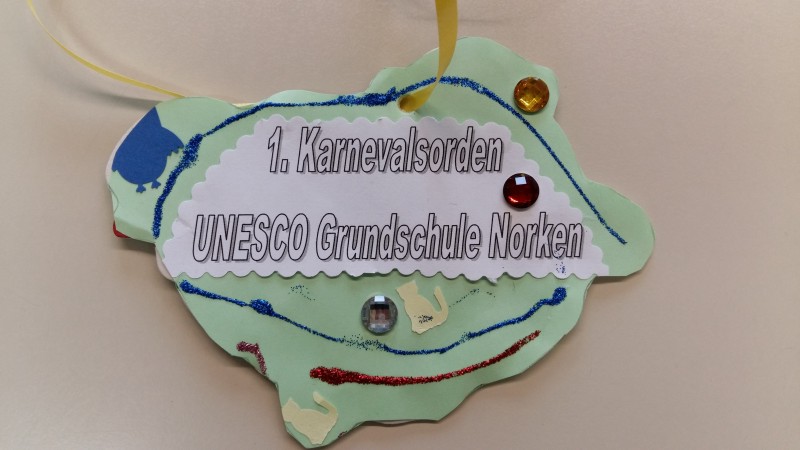 1. Karnevalsorden
UNESCO Grundschule Norken